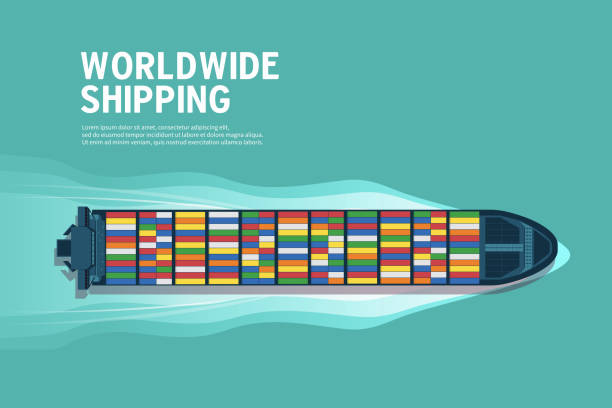 WORLDWIDE
SHIPPING
Lorem ipsum dolor sit amet, consectetur adipiscing elit,
sed do eiusmod tempor incididunt ut labore et dolore magna aliqua.
Ut enim ad minim veniam, quis nostrud exercitation ullamco laboris.